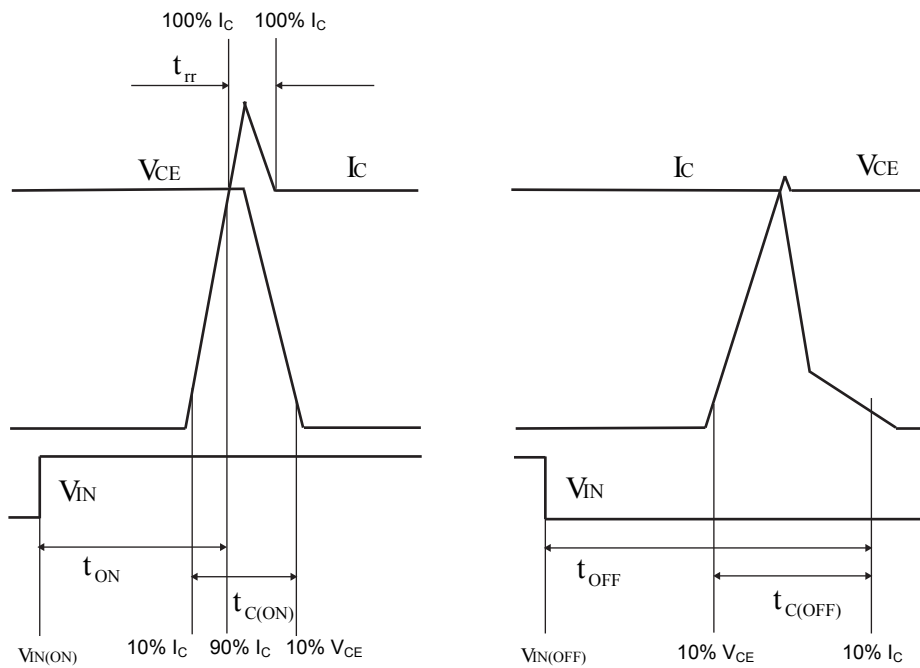 100% IC 100% IC
trr
VCE IC IC VCE
VIN VIN
tON tOFF
tC(ON) tC(OFF)
VIN(ON) 10% IC 90% IC 10% VCE VIN(OFF) 10% VCE 10% IC